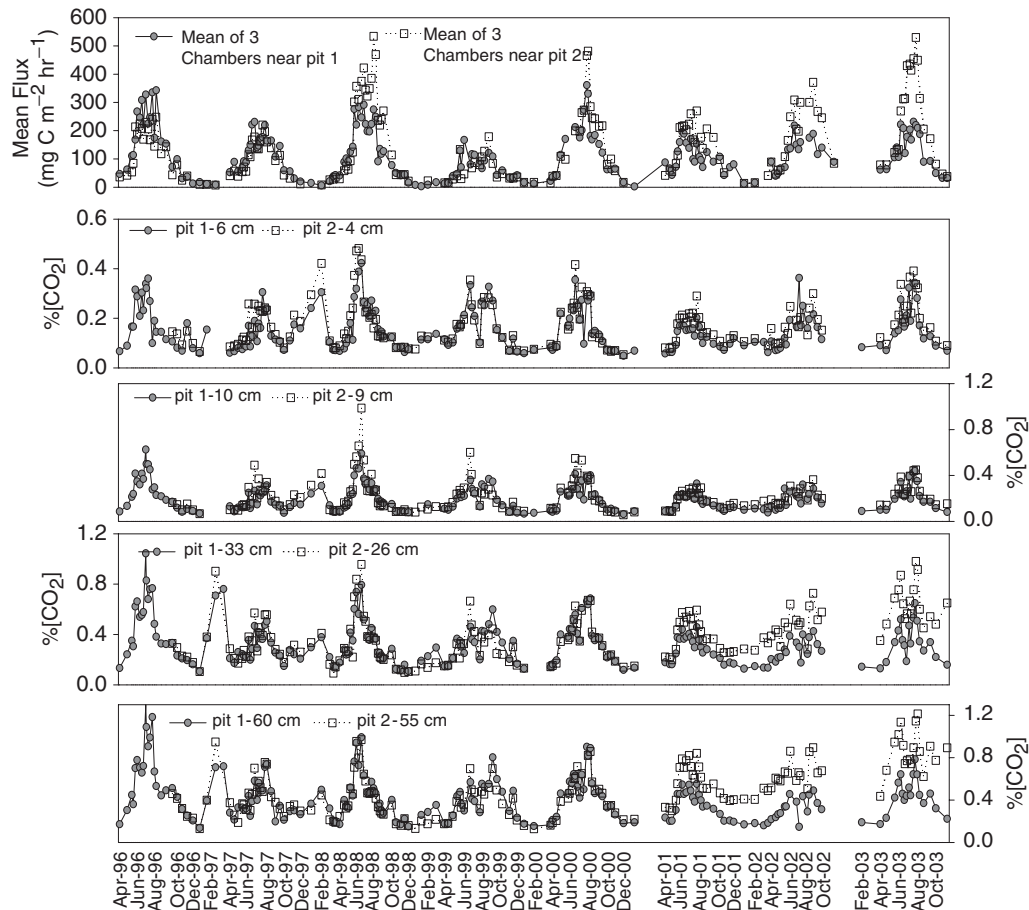 600
500
400
300
200
100
0
Mean Flux
(mg C m−2 hr−1)
Mean of 3
Chambers near pit 1
Mean of 3
Chambers near pit 2
0.6
0.4
0.2
0.0
%[CO2]
pit 1-6 cm
pit 2-4 cm
pit 1-10 cm
pit 2-9 cm
1.2
0.8
0.4
0.0
%[CO2]
1.2
0.8
0.4
0.0
%[CO2]
pit 1-33 cm
pit 2-26 cm
pit 1-60 cm
pit 2-55 cm
1.2
0.8
0.4
0.0
%[CO2]
Apr-96
Jun-96
Aug-96
Oct-96
Dec-96
Feb-97
Apr-97
Jun-97
Aug-97
Oct-97
Dec-97
Feb-98
Apr-98
Jun-98
Aug-98
Oct-98
Dec-98
Feb-99
Apr-99
Jun-99
Aug-99
Oct-99
Dec-99
Feb-00
Apr-00
Jun-00
Aug-00
Oct-00
Dec-00
Apr-01
Jun-01
Aug-01
Oct-01
Dec-01
Feb-02
Apr-02
Jun-02
Aug-02
Oct-02
Feb-03
Apr-03
Jun-03
Aug-03
Oct-03